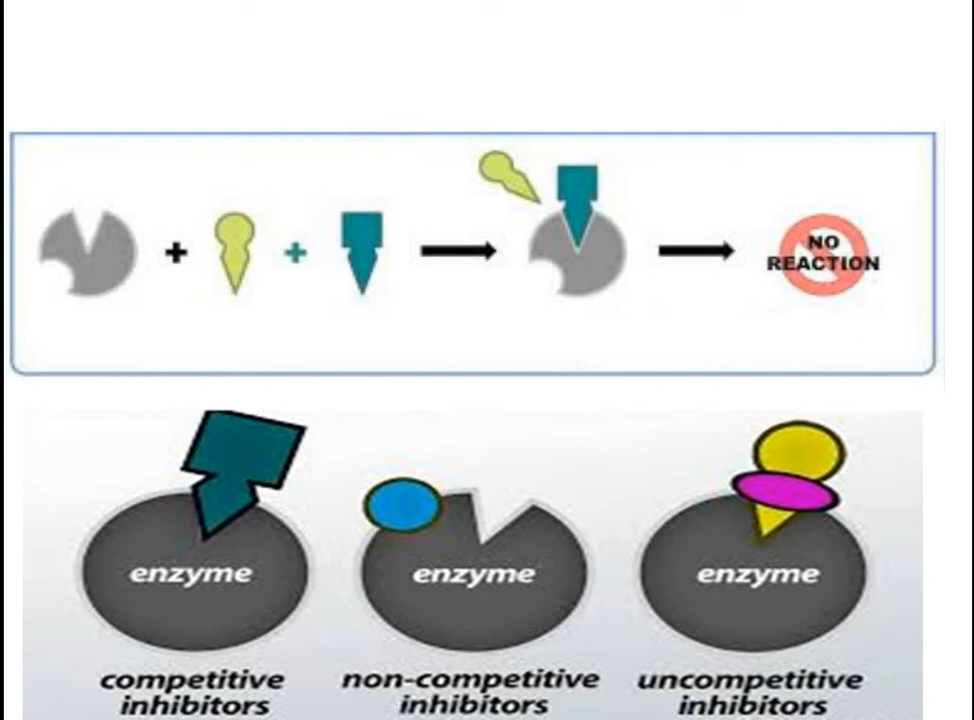 + +
NO
REACTION
enzyme enzyme enzyme
competitive non-competitive uncompetitive
inhibitors inhibitors inhibitors